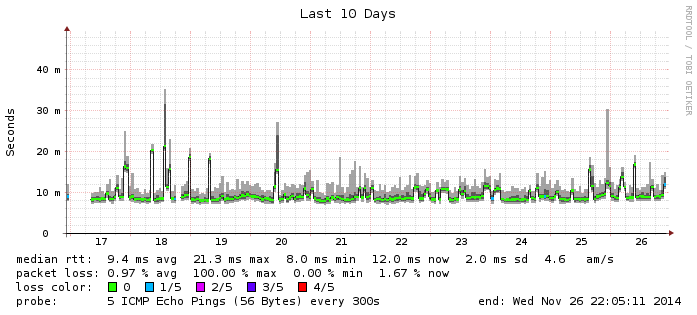 Last 10 Days
RRDTOOL / TOBI OETIKER
Seconds
40 m
30 m
20 m
10 m
0
17 18 19 20 21 22 23 24 25 26
median rtt: 9.4 ms avg 21.3 ms max 8.0 ms min 12.0 ms now 2.0 ms sd 4.6 am/s
packet loss: 0.97 % avg 100.00 % max 0.00 % min 1.67 % now
loss color: 0 1/5 2/5 3/5 4/5
probe: 5 ICMP Echo Pings (56 Bytes) every 300s end: Wed Nov 26 22:05:11 2014